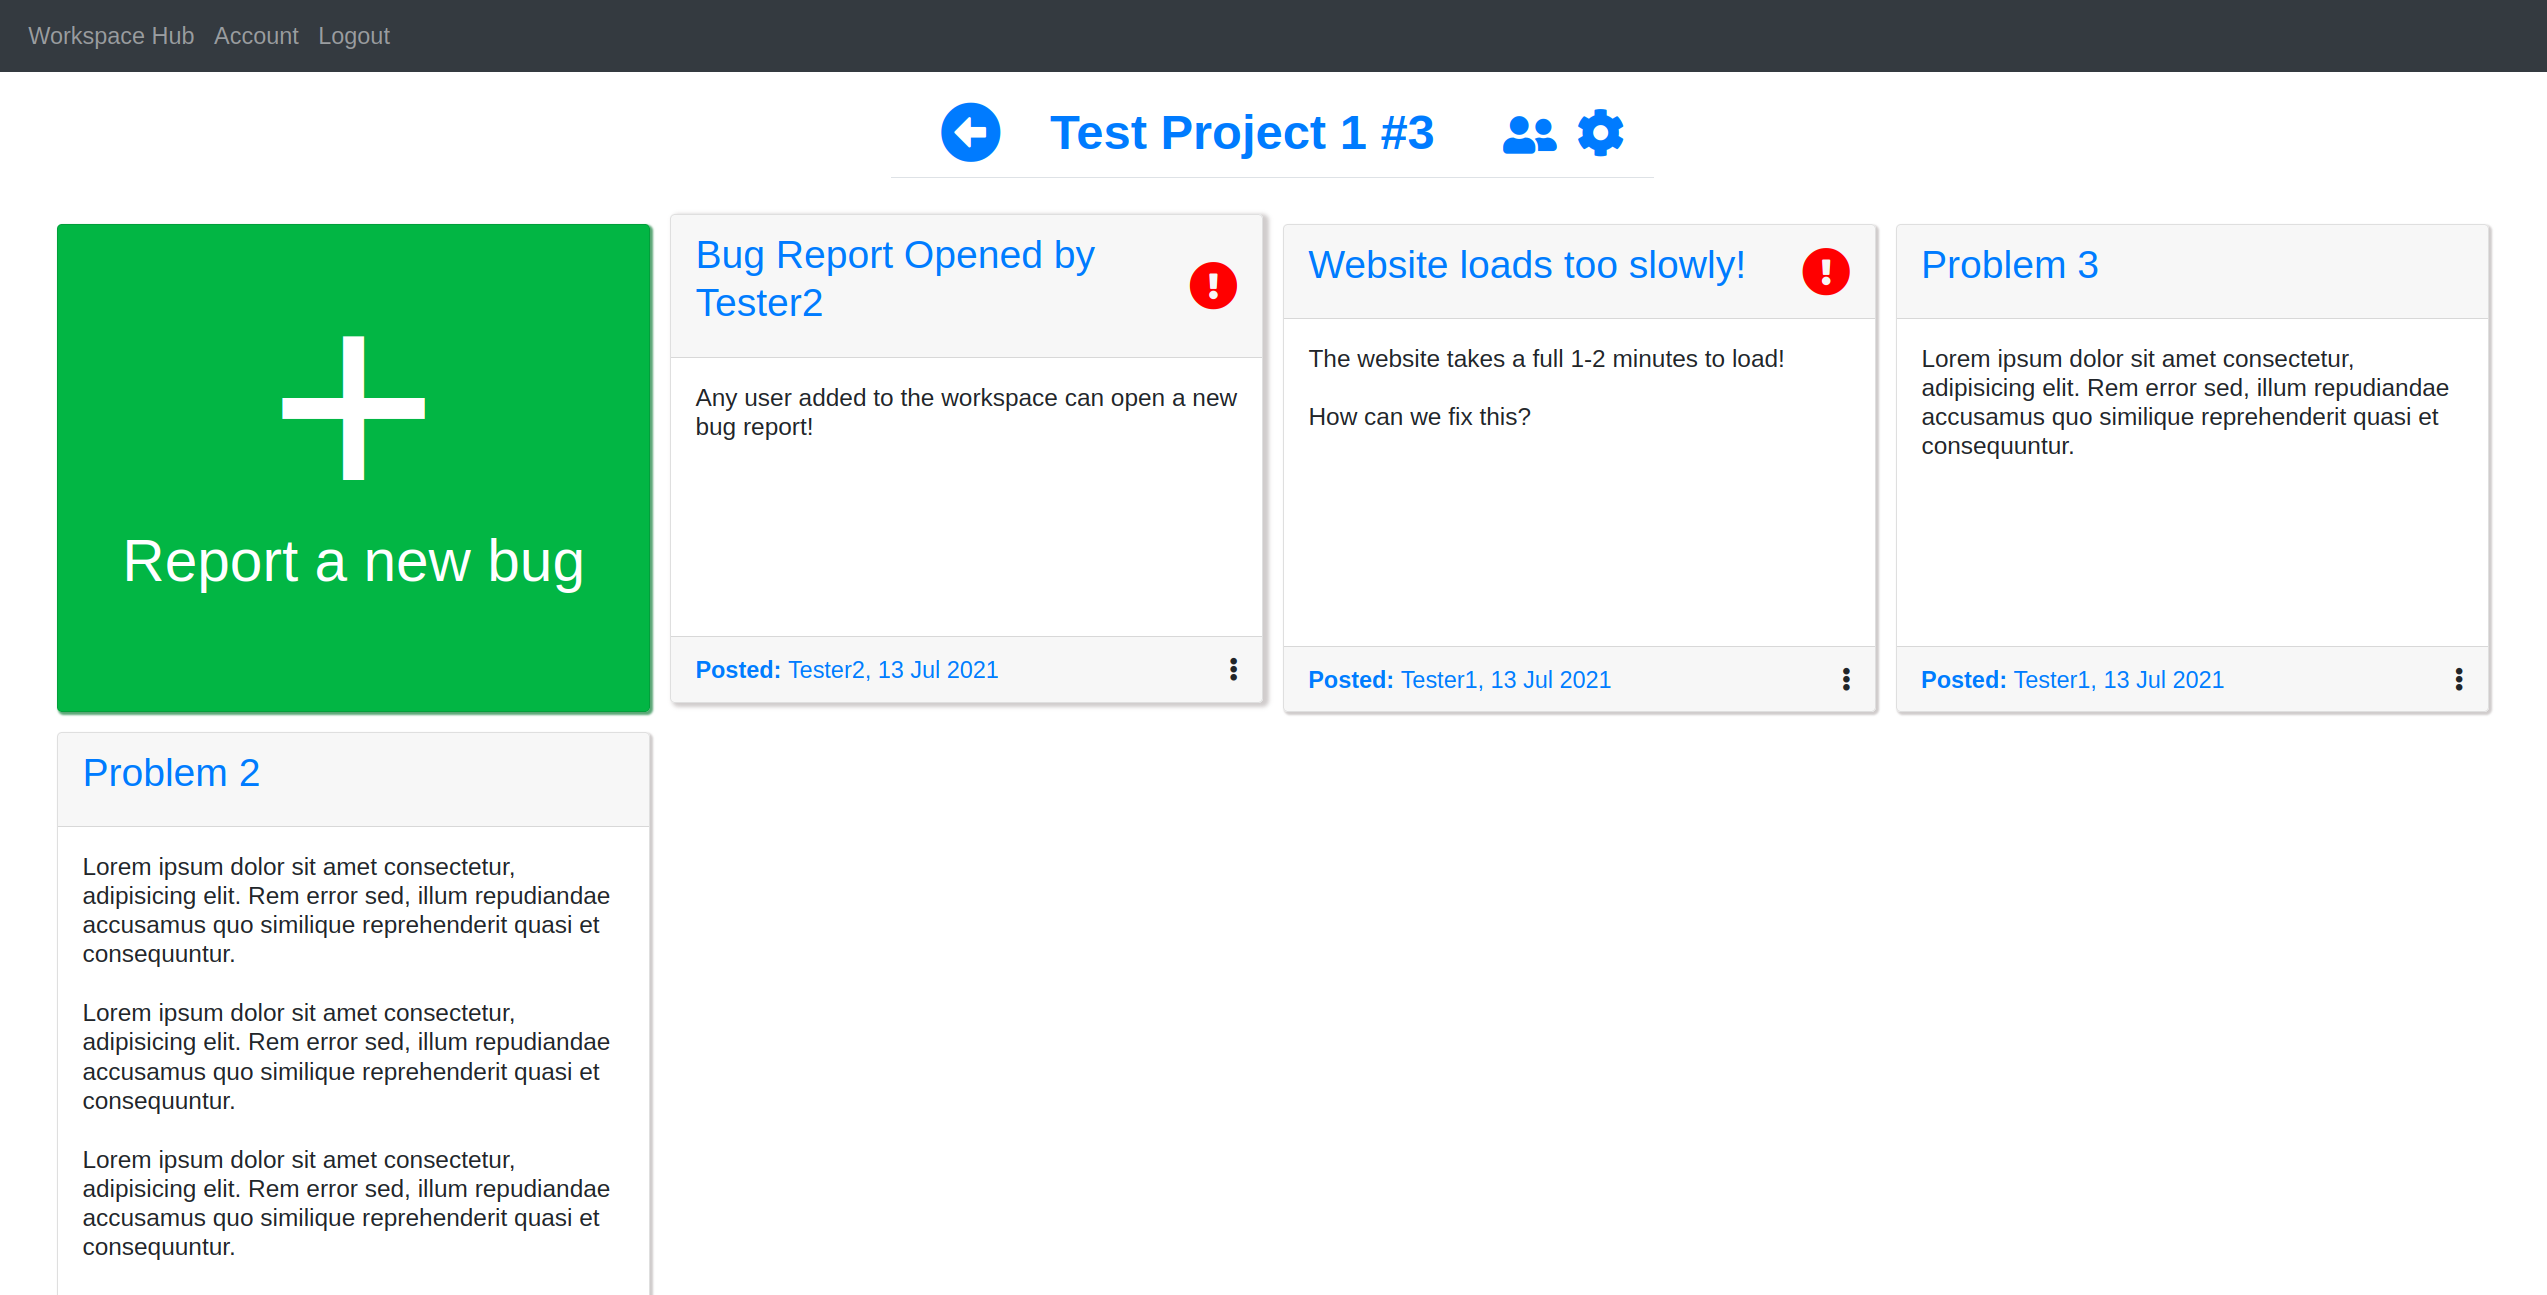 Workspace Hub Account Logout
Test Project 1 #3
Report a new bug
Bug Report Opened by
Tester2
Any user added to the workspace can open a new
bug report!
Posted: Tester2, 13 Jul 2021
Website loads too slowly!
The website takes a full 1-2 minutes to load!
How can we fix this?
Posted: Tester1, 13 Jul 2021
Problem 3
Lorem ipsum dolor sit amet consectetur,
adipisicing elit. Rem error sed, illum repudiandae
accusamus quo similique reprehenderit quasi et
consequuntur.
Posted: Tester1, 13 Jul 2021
Problem 2
Lorem ipsum dolor sit amet consectetur,
adipisicing elit. Rem error sed, illum repudiandae
accusamus quo similique reprehenderit quasi et
consequuntur.
Lorem ipsum dolor sit amet consectetur,
adipisicing elit. Rem error sed, illum repudiandae
accusamus quo similique reprehenderit quasi et
consequuntur.
Lorem ipsum dolor sit amet consectetur,
adipisicing elit. Rem error sed, illum repudiandae
accusamus quo similique reprehenderit quasi et
consequuntur.